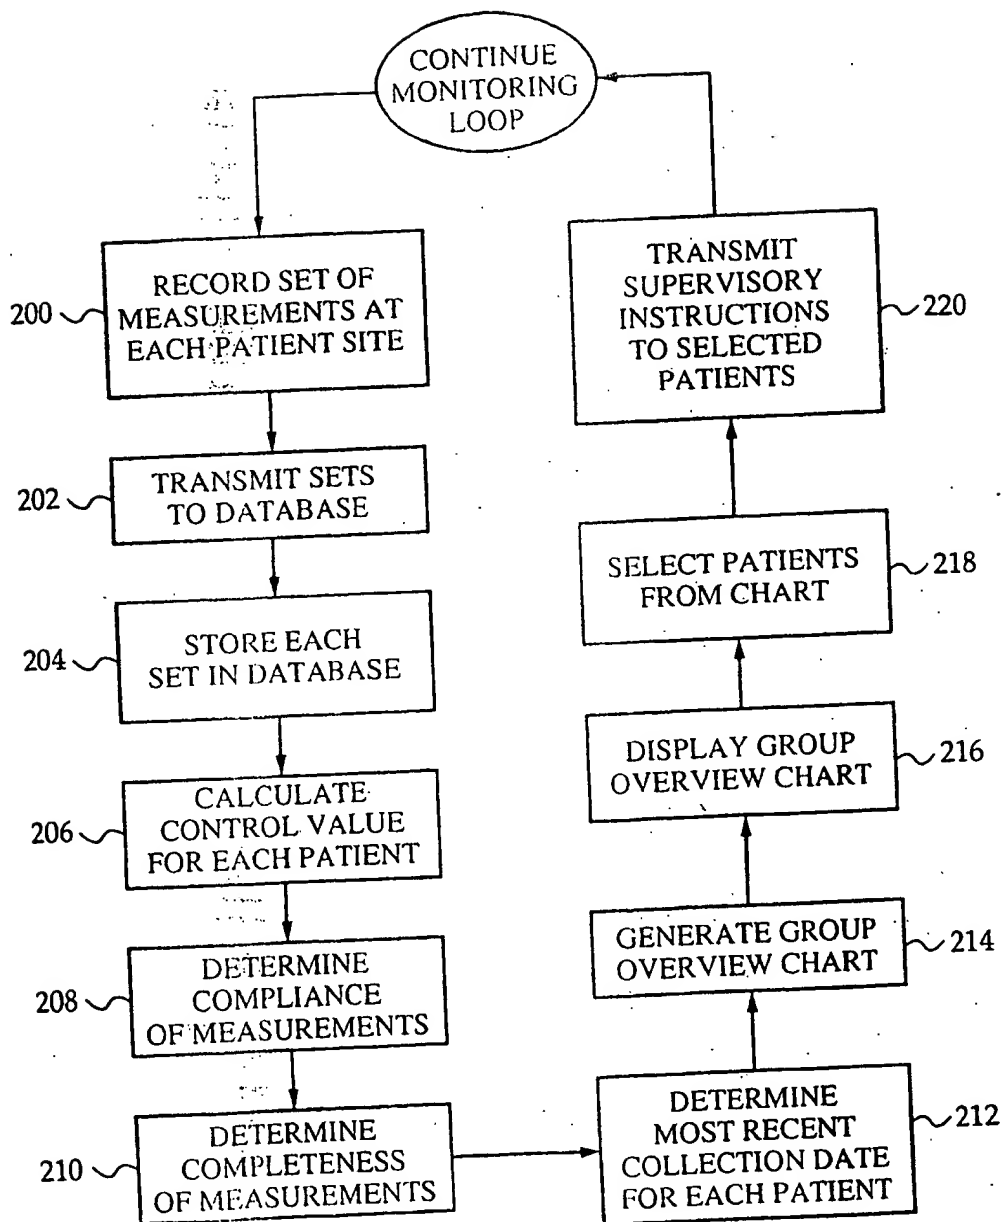 CONTINUE
MONITORING
LOOP
200
RECORD SET OF
MEASUREMENTS AT
EACH PATIENT SITE
202
TRANSMIT SETS
TO DATABASE
204
STORE EACH
SET IN DATABASE
206
CALCULATE
CONTROL VALUE
FOR EACH PATIENT
208
DETERMINE
COMPLIANCE
OF MEASUREMENTS
210
DETERMINE
COMPLETENESS
OF MEASUREMENTS
DETERMINE
MOST RECENT
COLLECTION DATE
FOR EACH PATIENT
212
GENERATE GROUP
OVERVIEW CHART
214
DISPLAY GROUP
OVERVIEW CHART
216
SELECT PATIENTS
FROM CHART
218
TRANSMIT
SUPERVISORY
INSTRUCTIONS
TO SELECTED
PATIENTS
220